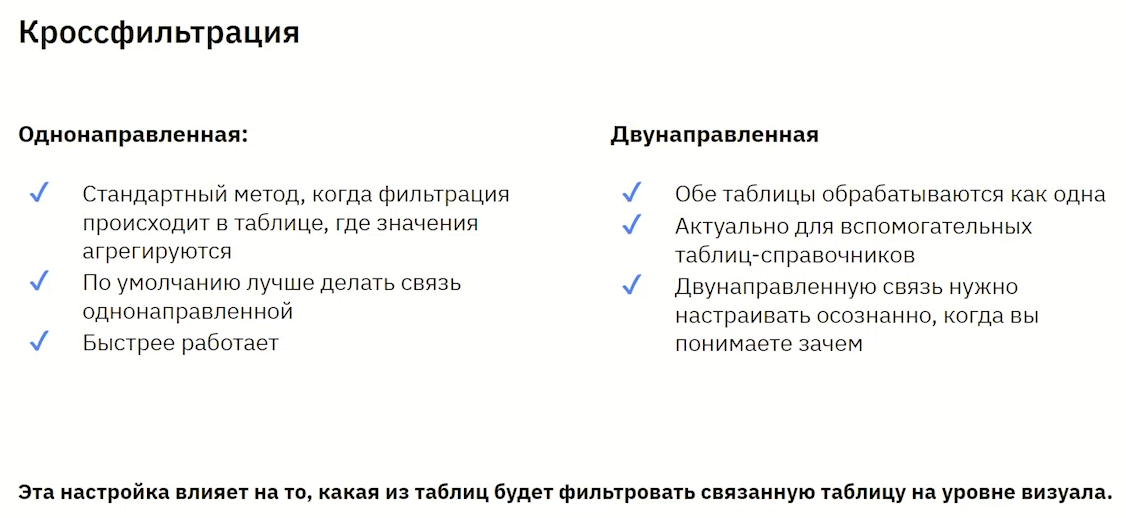 Кроссфильтрация
Однонаправленная:
✓ Стандартный метод, когда фильтрация
происходит в таблице, где значения
агрегируются
✓ По умолчанию лучше делать связь
однонаправленной
✓ Быстрее работает
Двунаправленная
✓ Обе таблицы обрабатываются как одна
✓ Актуально для вспомогательных
таблиц-справочников
✓ Двунаправленную связь нужно
настраивать осознанно, когда вы
понимаете зачем
Эта настройка влияет на то, какая из таблиц будет фильтровать связанную таблицу на уровне визуала.